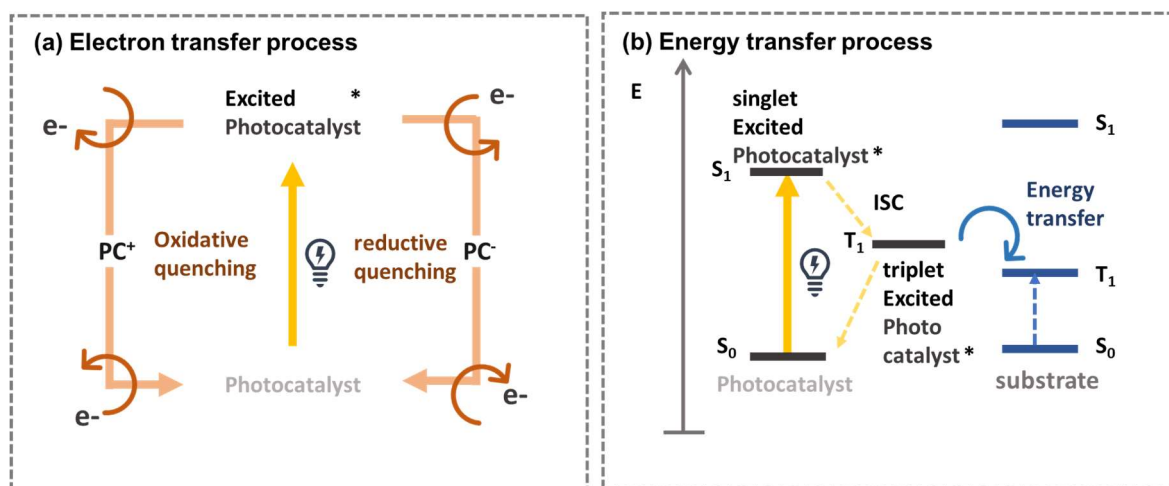 (a) Electron transfer process
Excited *
Photocatalyst
e-
e-
PC+
Oxidative
quenching
reductive
quenching
PC-
Photocatalyst
e-
e-
(b) Energy transfer process
E
singlet
Excited
Photocatalyst*
S1
S1
ISC
Energy
transfer
T1
triplet
Excited
Photo
catalyst*
T1
S0
Photocatalyst
S0
substrate